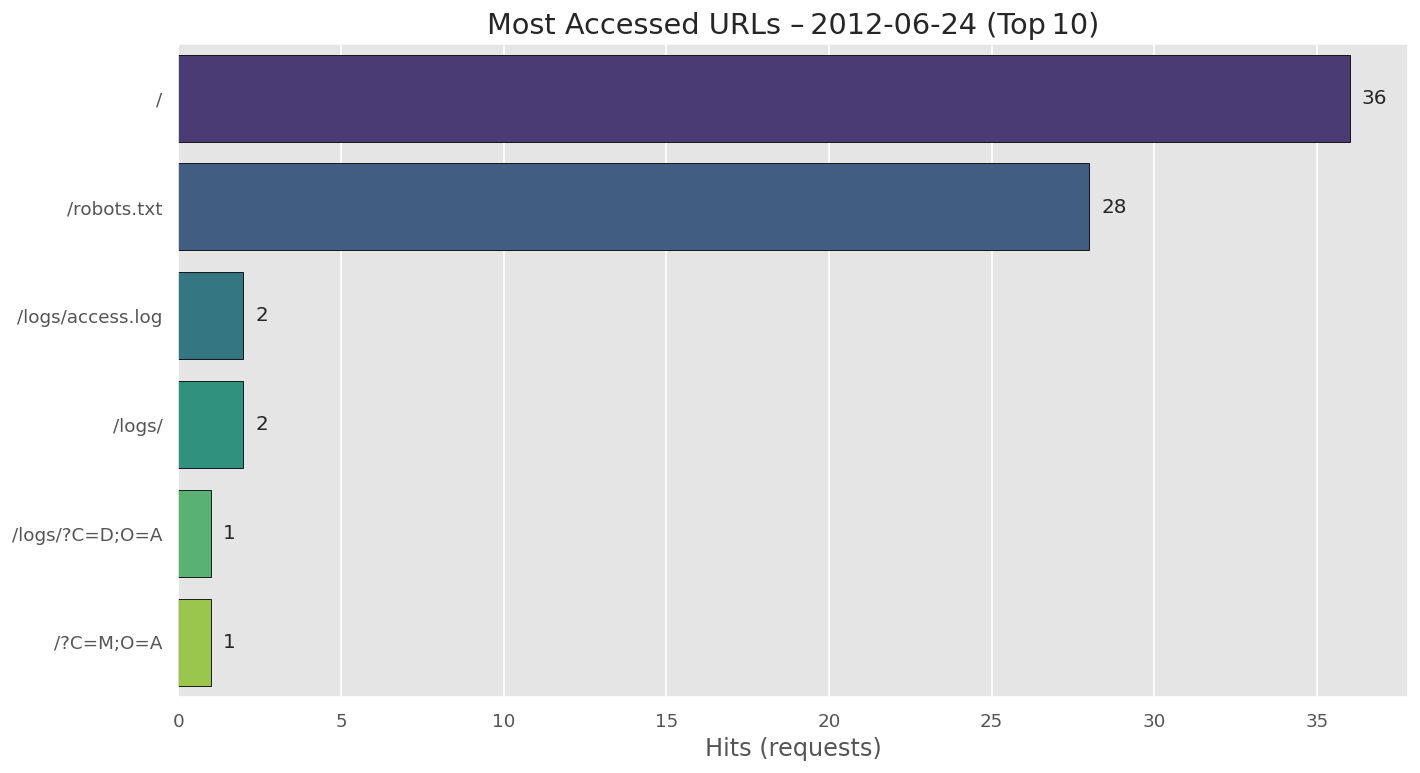 Most Accessed URLs – 2012-06-24 (Top 10)
/ 36
/robots.txt 28
/logs/access.log 2
/logs/ 2
/logs/?C=D;O=A 1
/?C=M;O=A 1
0 5 10 15 20 25 30 35
Hits (requests)